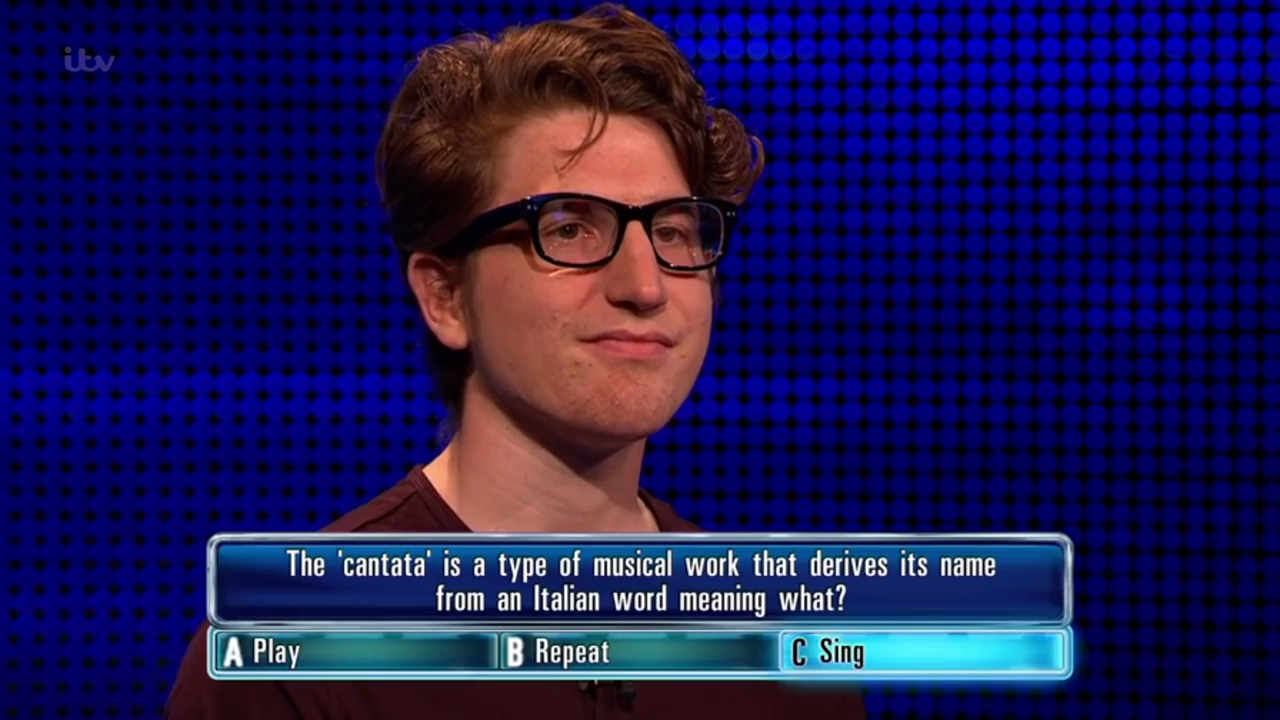 itv
The 'cantata' is a type of musical work that derives its name
from an Italian word meaning what?
A Play
B Repeat
C Sing